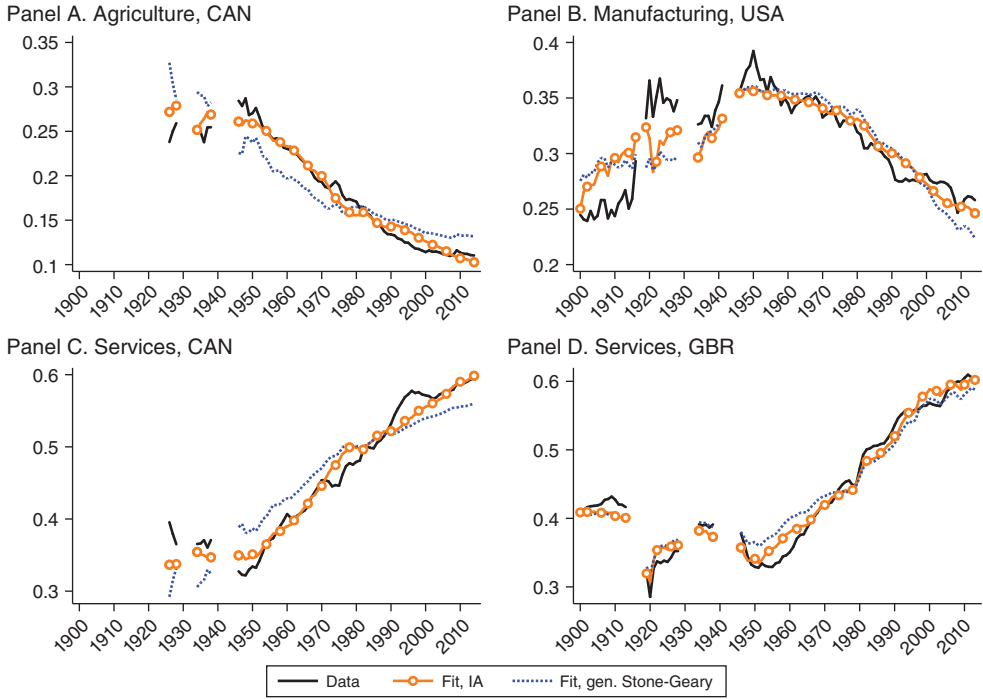 Panel A. Agriculture, CAN
0.35
0.3
0.25
0.2
0.15
0.1
1900 1910 1920 1930 1940 1950 1960 1970 1980 1990 2000 2010
Panel B. Manufacturing, USA
0.4
0.35
0.3
0.25
0.2
1900 1910 1920 1930 1940 1950 1960 1970 1980 1990 2000 2010
Panel C. Services, CAN
0.6
0.5
0.4
0.3
1900 1910 1920 1930 1940 1950 1960 1970 1980 1990 2000 2010
Panel D. Services, GBR
0.6
0.5
0.4
0.3
1900 1910 1920 1930 1940 1950 1960 1970 1980 1990 2000 2010
Data Fit, IA Fit, gen. Stone-Geary